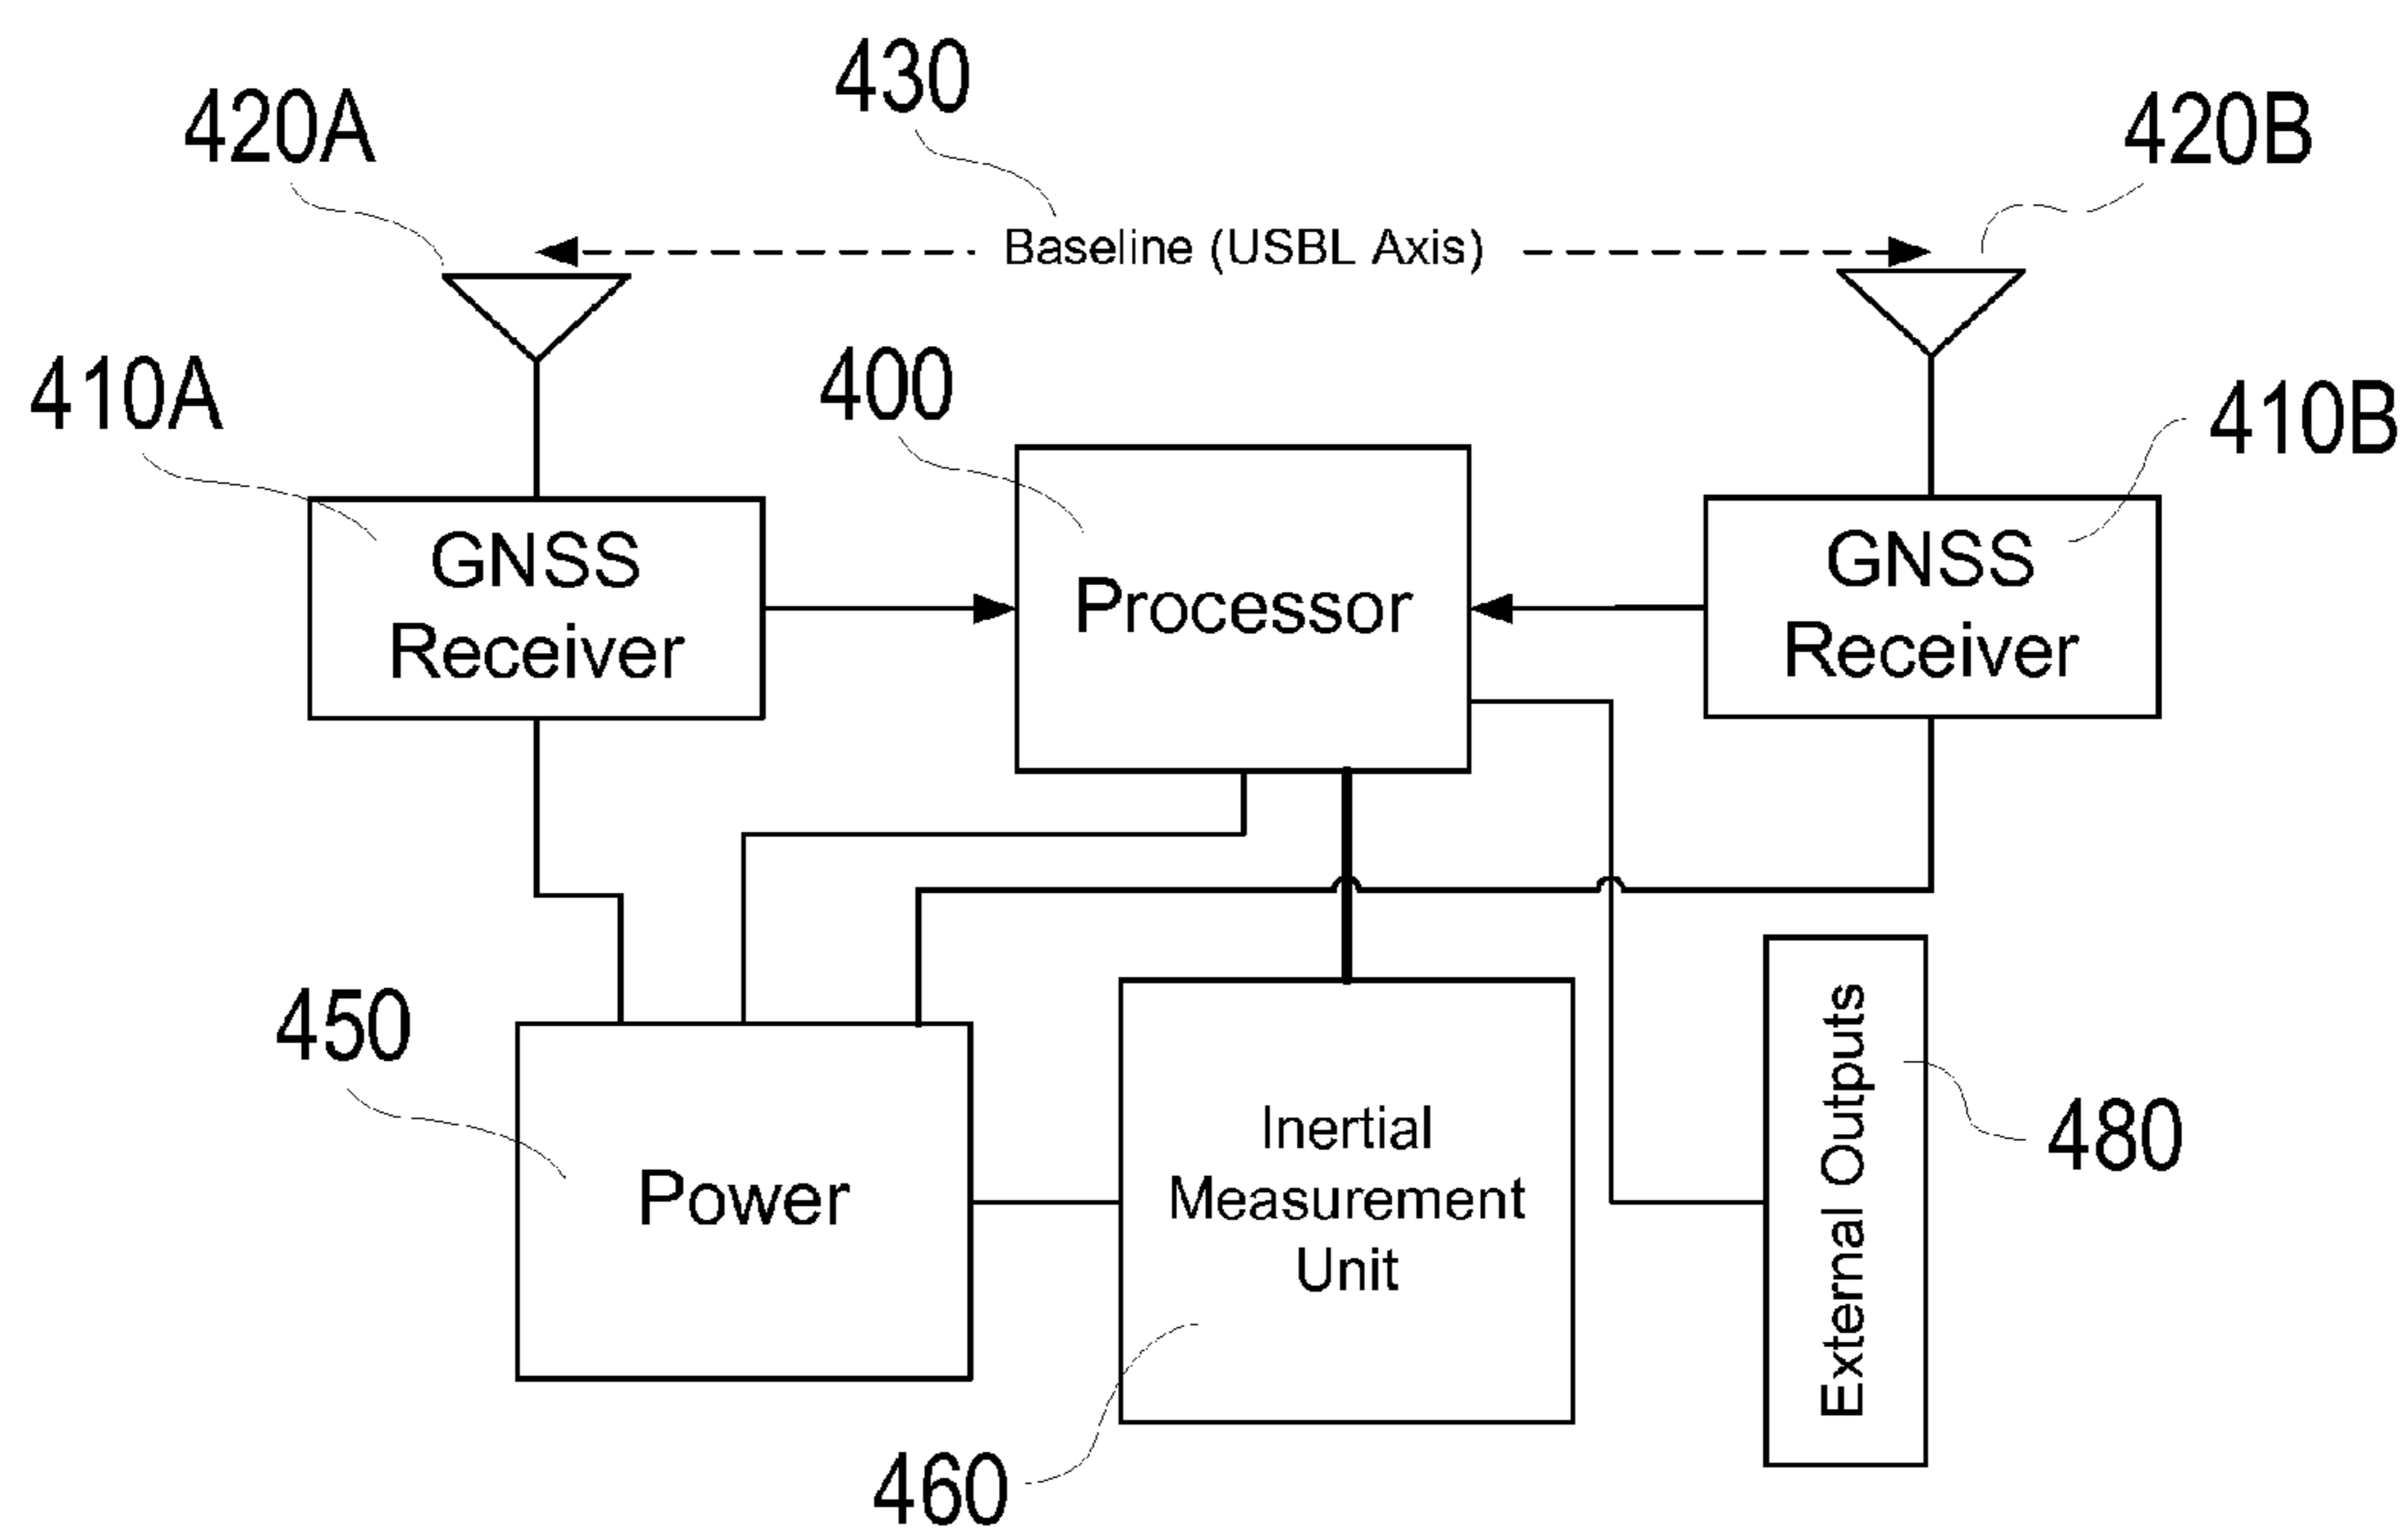 430
420A
420B
Baseline (USBL Axis)
400
410A
410B
GNSS
Receiver
Processor
GNSS
Receiver
450
Power
Inertial
Measurement
Unit
External Outputs
480
460